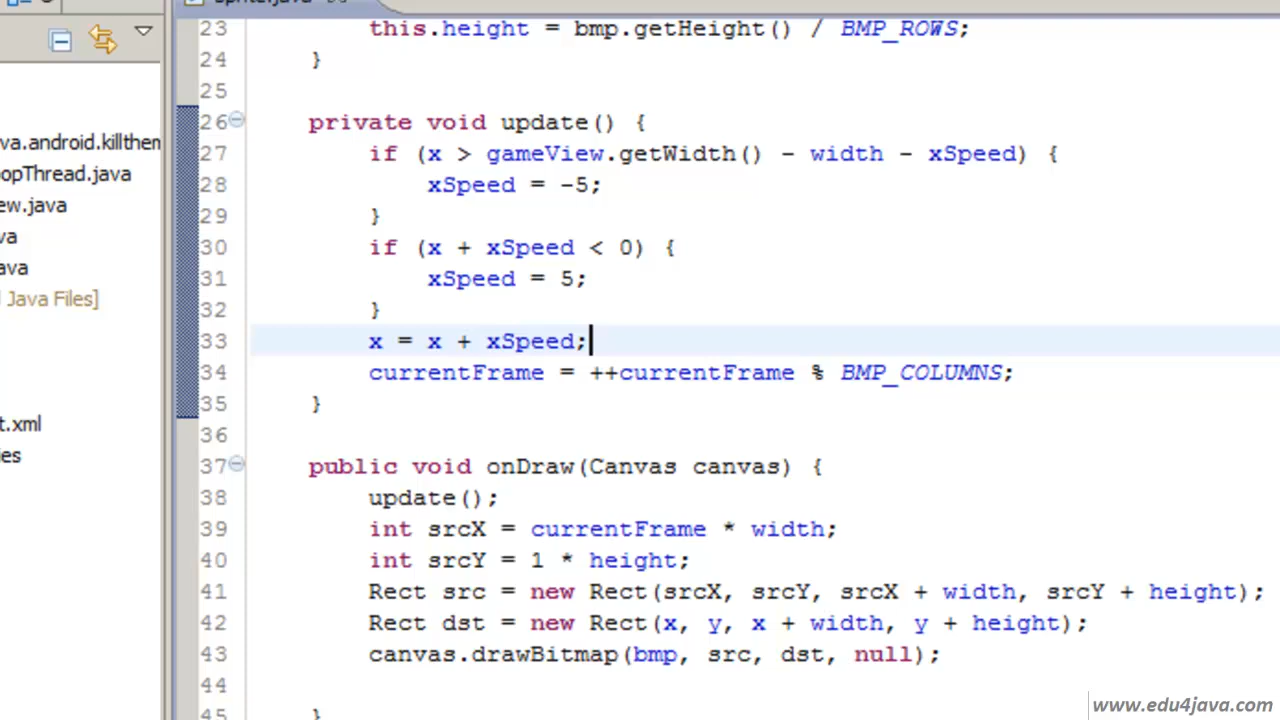 Sprite.java
23 this.height = bmp.getHeight() / BMP_ROWS;
24 }
25
26 private void update() {
27 if (x > gameView.getWidth() - width - xSpeed) {
28 xSpeed = -5;
29 }
30 if (x + xSpeed < 0) {
31 xSpeed = 5;
32 }
33 x = x + xSpeed;
34 currentFrame = ++currentFrame % BMP_COLUMNS;
35 }
36
37 public void onDraw(Canvas canvas) {
38 update();
39 int srcX = currentFrame * width;
40 int srcY = 1 * height;
41 Rect src = new Rect(srcX, srcY, srcX + width, srcY + height);
42 Rect dst = new Rect(x, y, x + width, y + height);
43 canvas.drawBitmap(bmp, src, dst, null);
44
45 }
va.android.killthem
opThread.java
ew.java
va
ava
Java Files]
t.xml
ies
www.edu4java.com